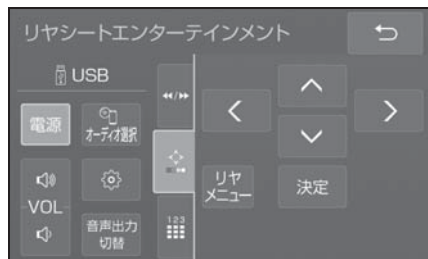 リヤシートエンターテインメント
USB
電源
オーディオ選択
VOL
音声出力
切替
123
リヤ
メニュー
決定